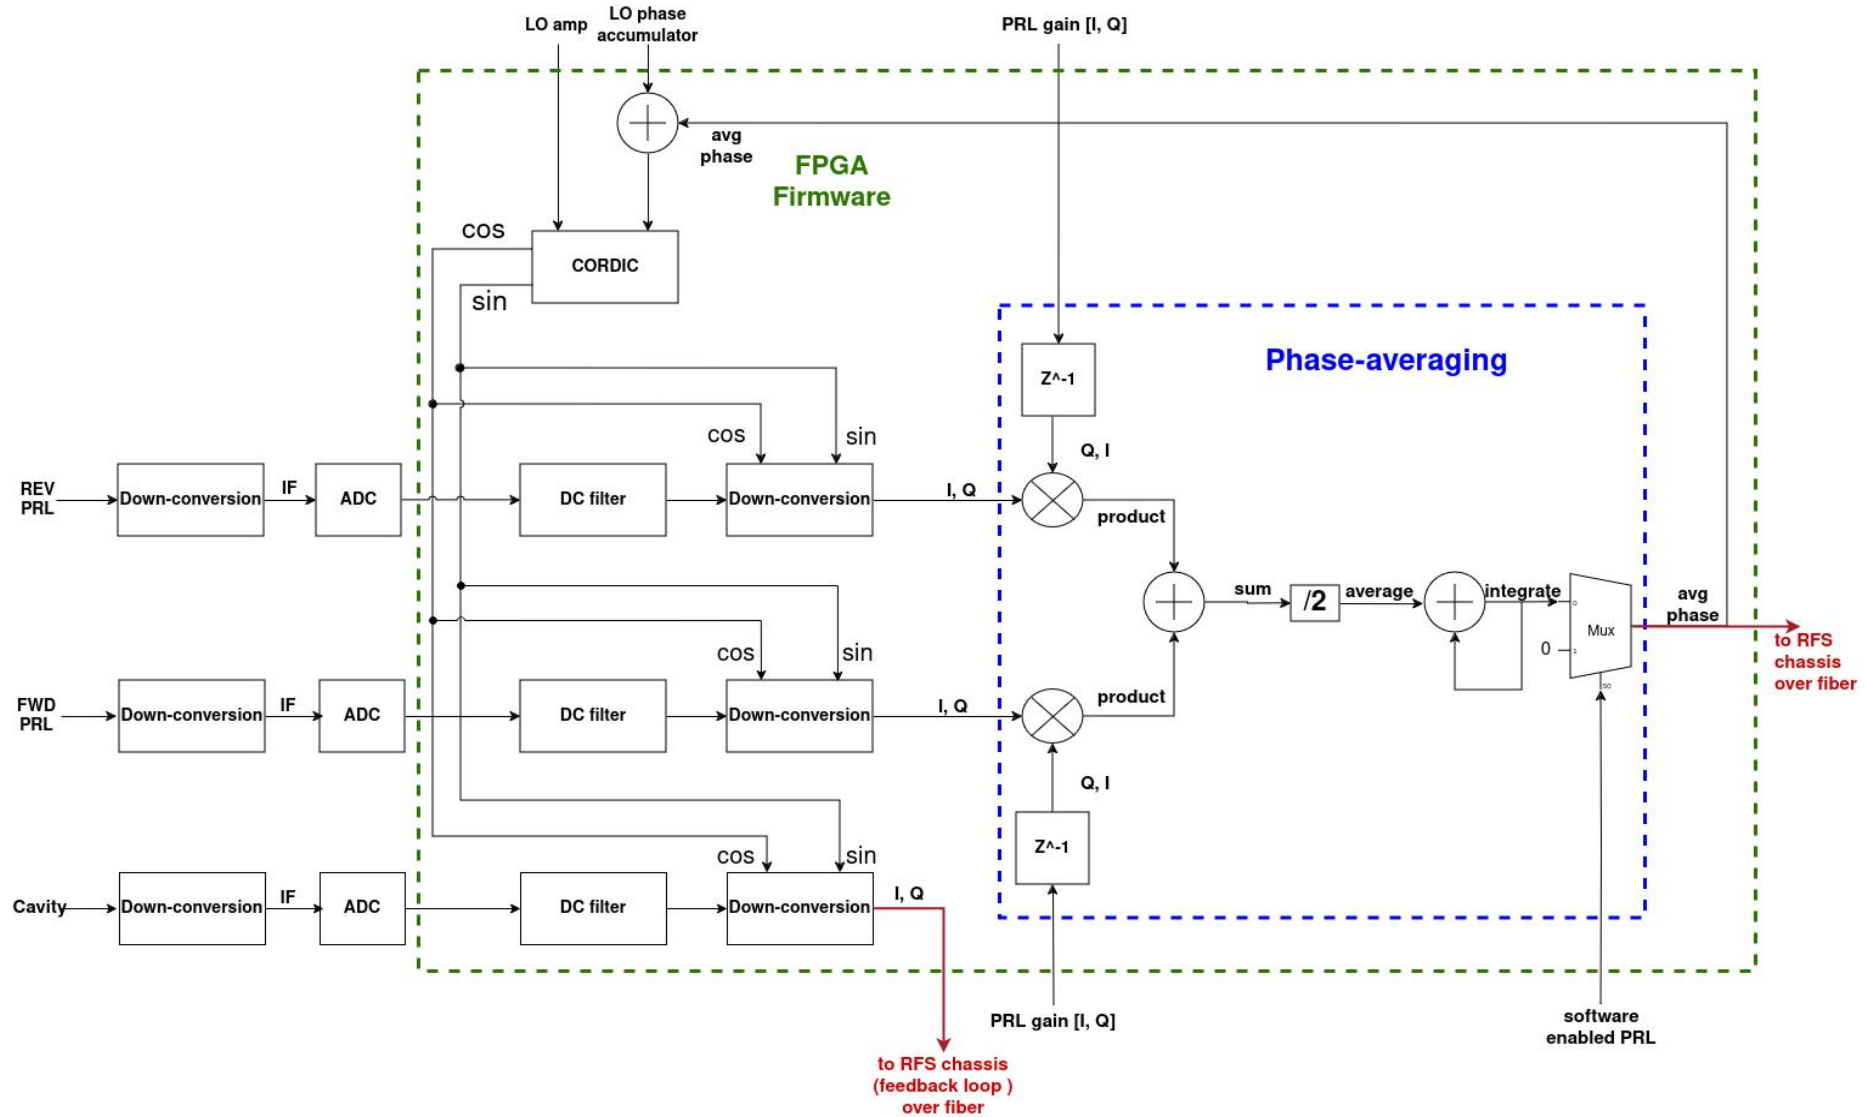 LO amp
LO phase
accumulator
PRL gain [I, Q]
avg
phase
FPGA
Firmware
cos
CORDIC
sin
Phase-averaging
Z^-1
cos
sin
Q, I
REV
PRL
Down-conversion
IF
ADC
DC filter
Down-conversion
I, Q
product
sum
/2
average
integrate
0
Mux
0
1
S0
avg
phase
to RFS
chassis
over fiber
cos
sin
FWD
PRL
Down-conversion
IF
ADC
DC filter
Down-conversion
I, Q
product
Q, I
Z^-1
cos
sin
Cavity
Down-conversion
IF
ADC
DC filter
Down-conversion
I, Q
PRL gain [I, Q]
software
enabled PRL
to RFS chassis
(feedback loop )
over fiber